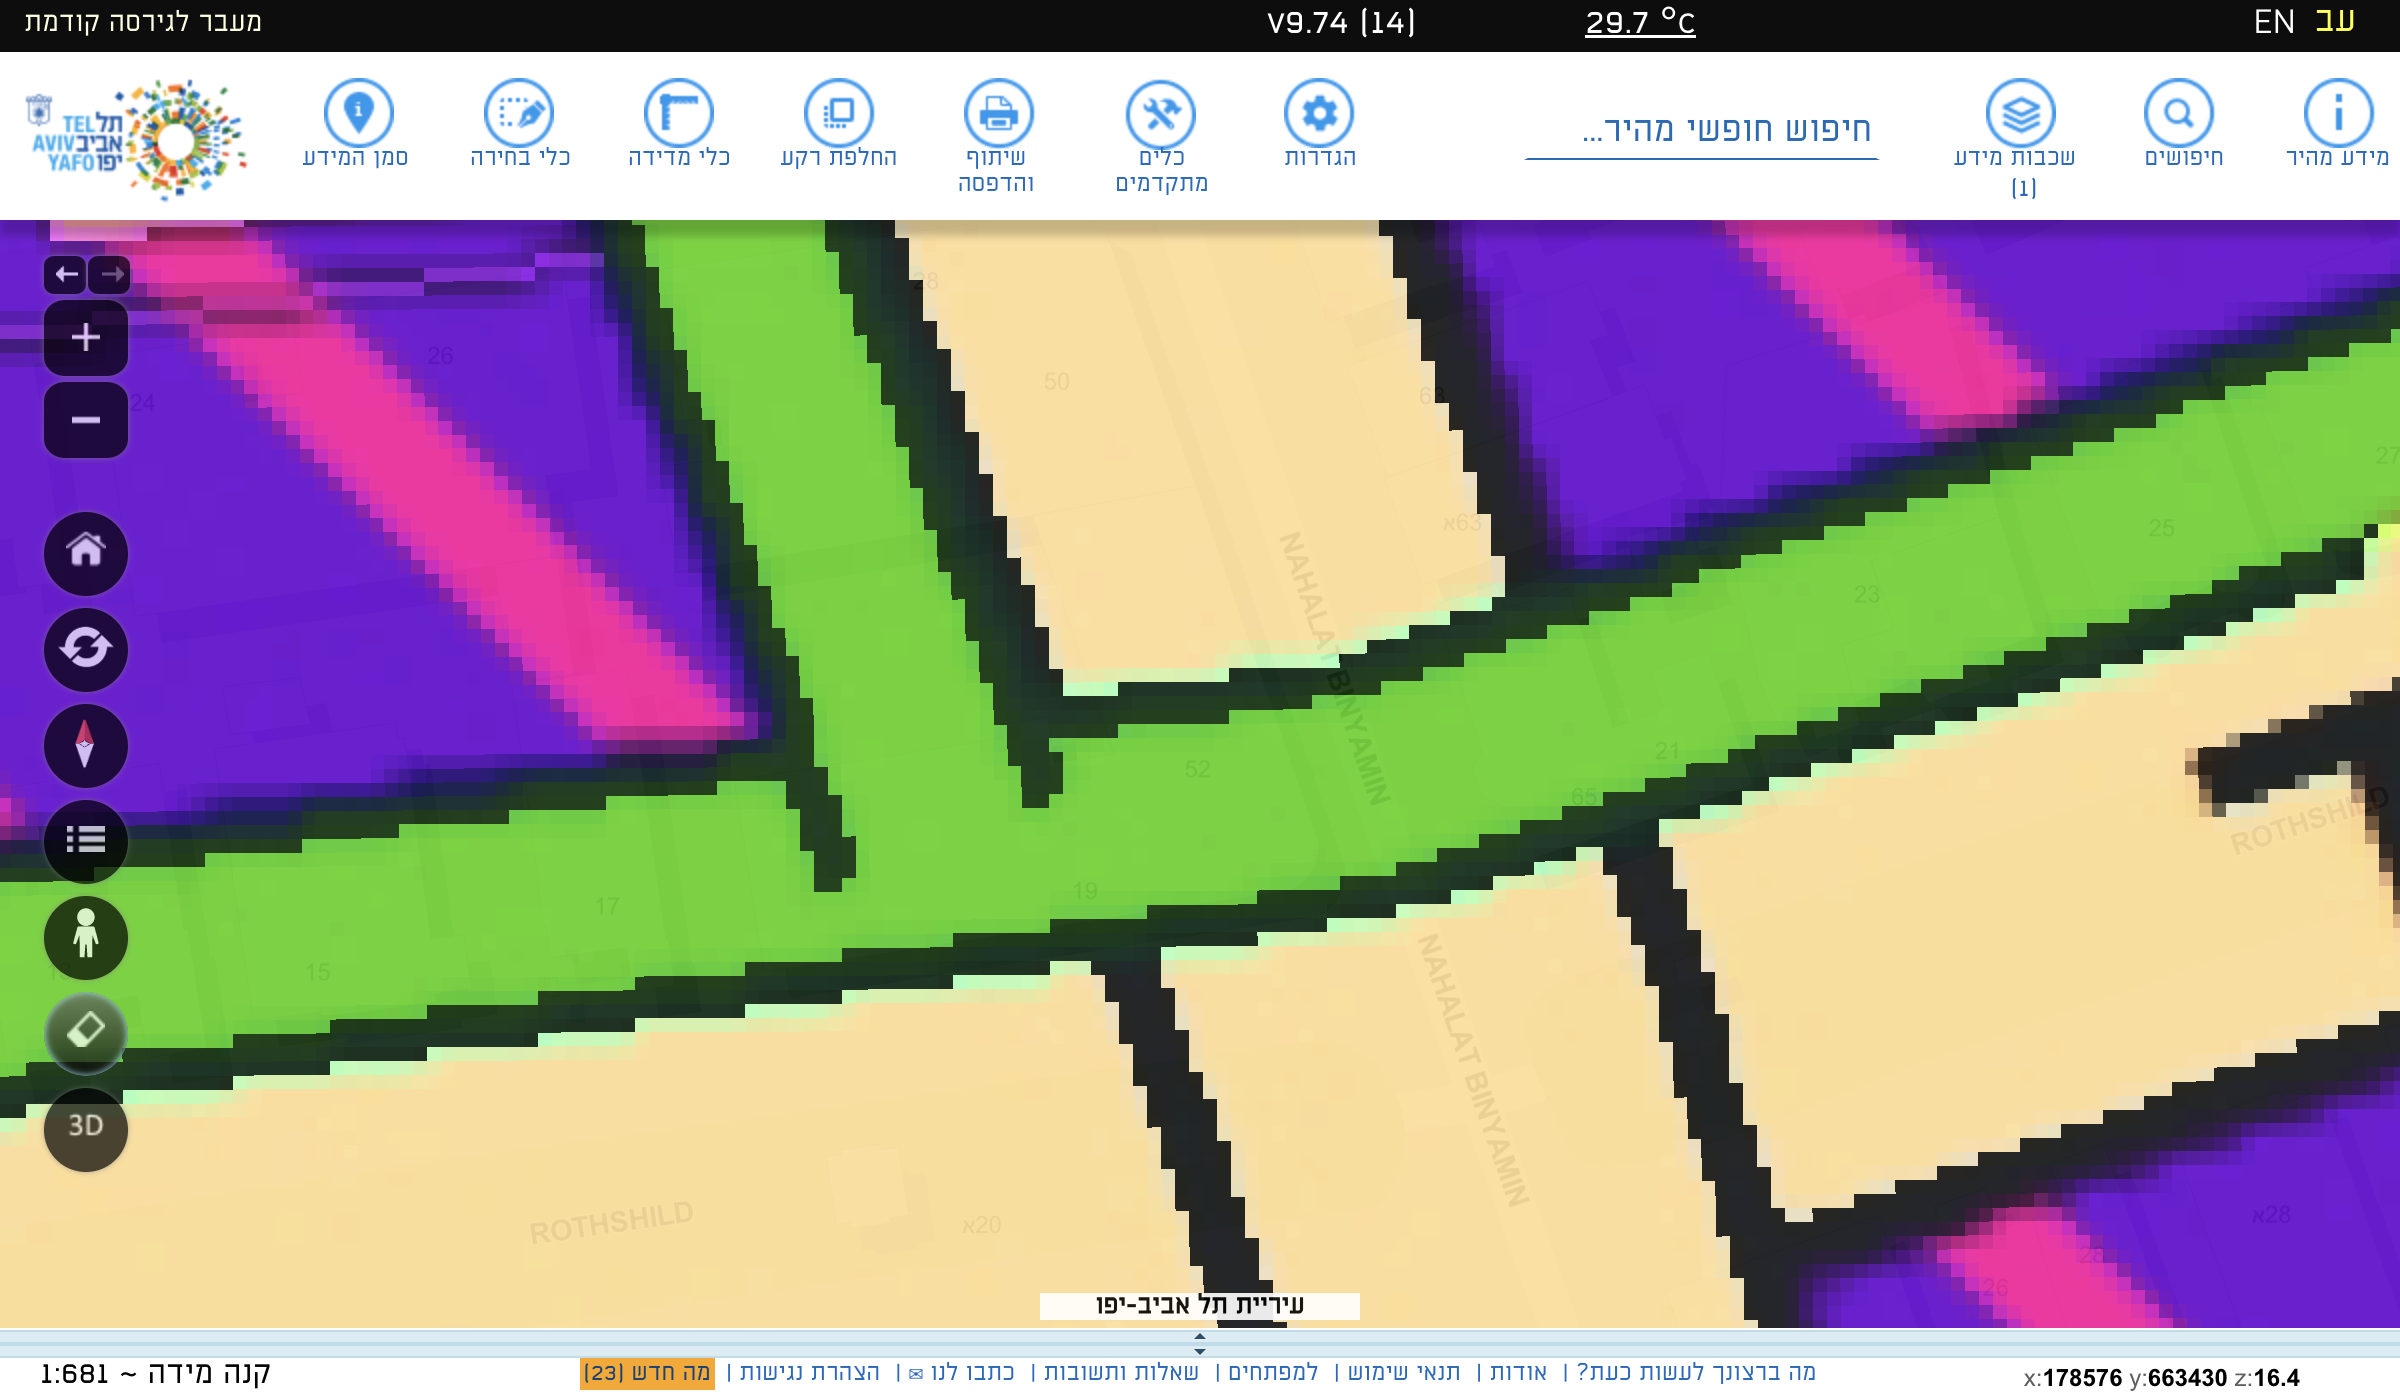 מעבר לגירסה קודמת
V9.74 (14)
29.7 °C
EN עב
תל אביב יפו
TEL AVIV YAFO
מידע מהיר
חיפושים
שכבות מידע (1)
חיפוש חופשי מהיר...
הגדרות
כלים מתקדמים
שיתוף והדפסה
החלפת רקע
כלי מדידה
כלי בחירה
סמן המידע
28
26
50
24
63
27
א63
25
23
NAHALAT BINYAMIN
21
52
65
ROTHSHILD
19
17
15
NAHALAT BINYAMIN
3D
ROTHSHILD
א20
א28
28
26
עיריית תל אביב-יפו
מה ברצונך לעשות כעת? | אודות | תנאי שימוש | למפתחים | שאלות ותשובות | כתבו לנו ✉ | הצהרת נגישות | מה חדש (23)
קנה מידה ~ 1:681
x:178576 y:663430 z:16.4